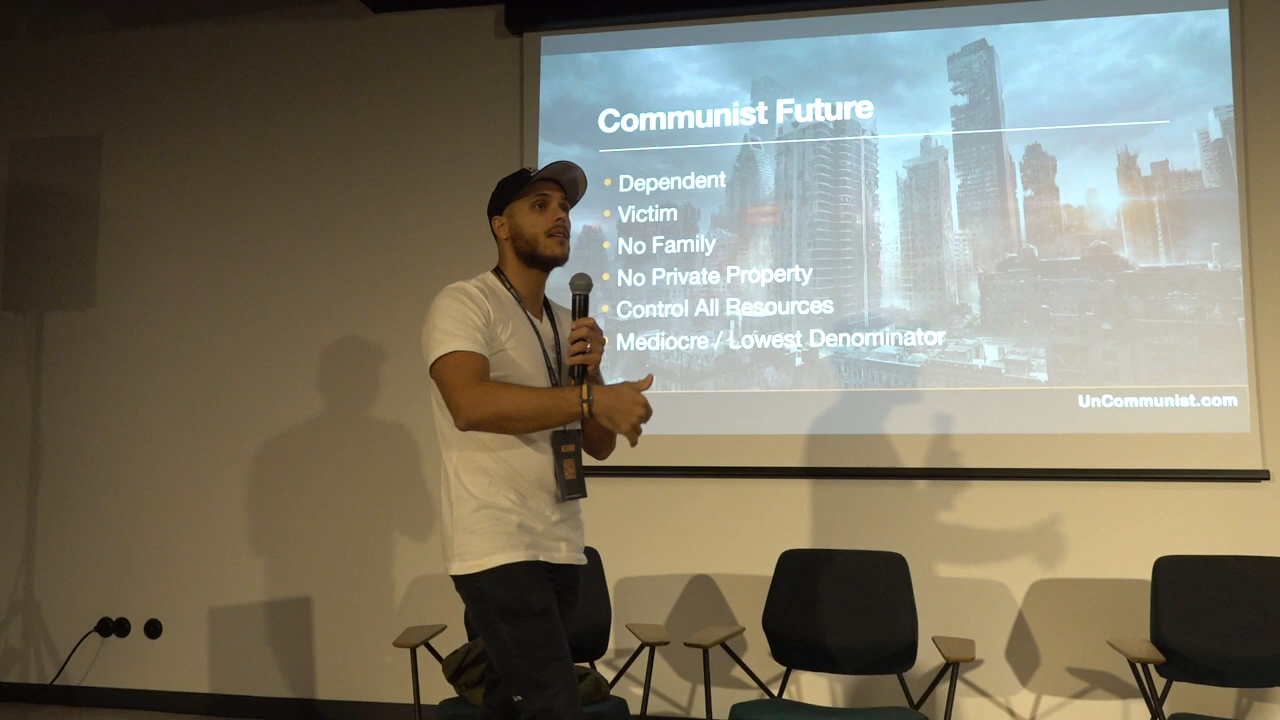 Communist Future
• Dependent
• Victim
• No Family
• No Private Property
• Control All Resources
• Mediocre / Lowest Denominator
UnCommunist.com